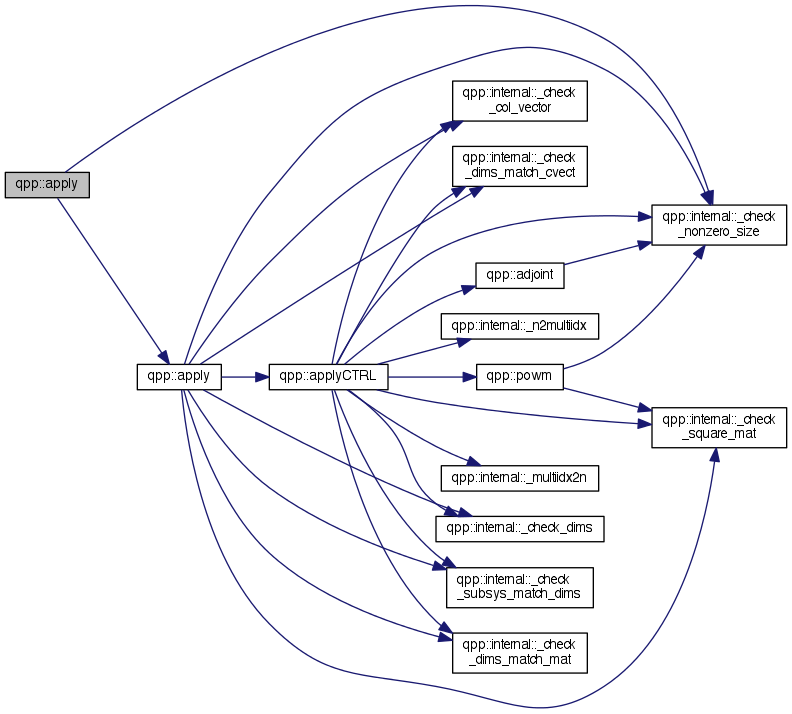 qpp::apply
qpp::apply
qpp::applyCTRL
qpp::internal::_check
_col_vector
qpp::internal::_check
_dims_match_cvect
qpp::adjoint
qpp::internal::_n2multiidx
qpp::powm
qpp::internal::_multiidx2n
qpp::internal::_check_dims
qpp::internal::_check
_subsys_match_dims
qpp::internal::_check
_dims_match_mat
qpp::internal::_check
_nonzero_size
qpp::internal::_check
_square_mat